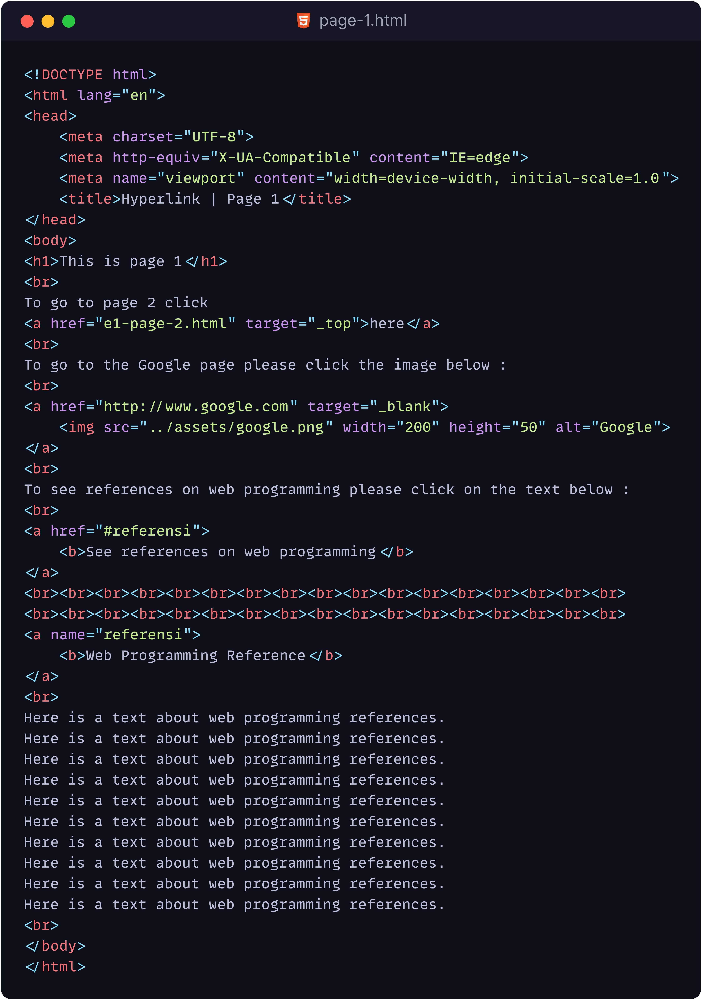 page-1.html
<!DOCTYPE html>
<html lang="en">
<head>
    <meta charset="UTF-8">
    <meta http-equiv="X-UA-Compatible" content="IE=edge">
    <meta name="viewport" content="width=device-width, initial-scale=1.0">
    <title>Hyperlink | Page 1</title>
</head>
<body>
<h1>This is page 1</h1>
<br>
To go to page 2 click
<a href="e1-page-2.html" target="_top">here</a>
<br>
To go to the Google page please click the image below :
<br>
<a href="http://www.google.com" target="_blank">
    <img src="../assets/google.png" width="200" height="50" alt="Google">
</a>
<br>
To see references on web programming please click on the text below :
<br>
<a href="#referensi">
    <b>See references on web programming</b>
</a>
<br><br><br><br><br><br><br><br><br><br><br><br><br><br><br><br><br>
<br><br><br><br><br><br><br><br><br><br><br><br><br><br><br><br><br>
<a name="referensi">
    <b>Web Programming Reference</b>
</a>
<br>
Here is a text about web programming references.
Here is a text about web programming references.
Here is a text about web programming references.
Here is a text about web programming references.
Here is a text about web programming references.
Here is a text about web programming references.
Here is a text about web programming references.
Here is a text about web programming references.
Here is a text about web programming references.
Here is a text about web programming references.
<br>
</body>
</html>